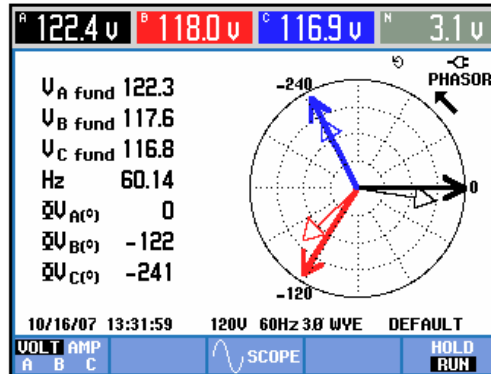 A 122.4 V B 118.0 V C 116.9 V N 3.1 V
PHASOR
-240
V A fund 122.3
V B fund 117.6
V C fund 116.8
Hz 60.14
ΦV A(°) 0
ΦV B(°) -122
ΦV C(°) -241
0
-120
10/16/07 13:31:59 120V 60Hz 3Ø WYE DEFAULT
VOLT AMP
A B C
SCOPE
HOLD
RUN